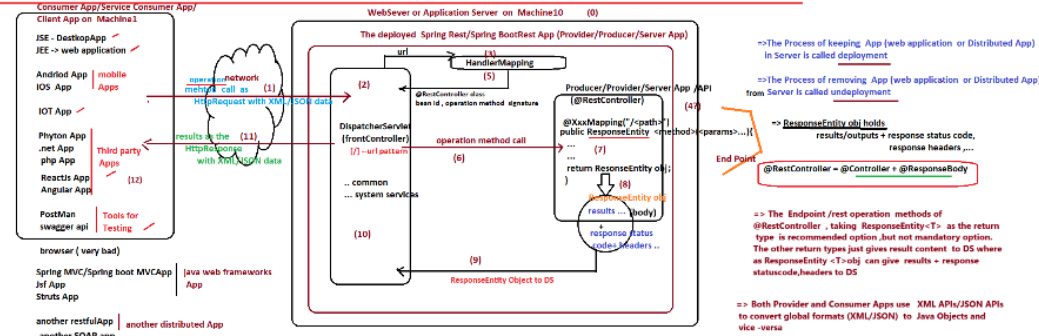 Consumer App/Service Consumer App/
Client App on Machine1
JSE - DestkopApp
JEE -> web application
Andriod App
IOS App
mobile
Apps
IOT App
Phyton App
.net App
php App
ReactJs App
Angular App
Third party
Apps
(12)
PostMan
swagger api
Tools for
Testing
browser ( very bad)
Spring MVC/Spring boot MVCApp
Jsf App
Struts App
java web frameworks
App
another restfulApp
another SOAP app
another distributed App
operation
network
mehtod call as
(1)
HttpRequest with XML/JSON data
results as the
(11)
HttpResponse
with XML/JSON data
WebSever or Application Server on Machine10 (0)
The deployed Spring Rest/Spring BootRest App (Provider/Producer/Server App)
url
(3)
HandlerMapping
(5)
(2)
@RestController class
bean id , operation method signature
DispatcherServlet
(frontController)
[/] --url pattern
.. common
... system services
(10)
operation method call
(6)
Producer/Provider/Server App /API
(@RestController)
(4?)
@XxxMapping("/<path>")
public ResponseEntity <method>(<params>...){
...
(7)
...
return ResonseEntity obj;
}
(8)
ResponseEntity obj
results ... (body)
+
response status
code+ headers ..
(9)
ResponseEntity Object to DS
End Point
=>The Process of keeping App (web application or Distributed App)
in Server is called deployment
=>The Process of removing App (web application or Distributed App)
from Server is called undeployment
=> ResponseEntity obj holds
results/outputs + response status code,
response headers ,...
@RestController = @Controller + @ResponseBody
=> The Endpoint /rest operation methods of
@RestController , taking ResponseEntity<T> as the return
type is recommended option ,but not mandatory option.
The other return types just gives result content to DS where
as ResponseEntity <T>obj can give results + response
statuscode,headers to DS
=> Both Provider and Consumer Apps use XML APIs/JSON APIs
to convert global formats (XML/JSON) to Java Objects and
vice -versa